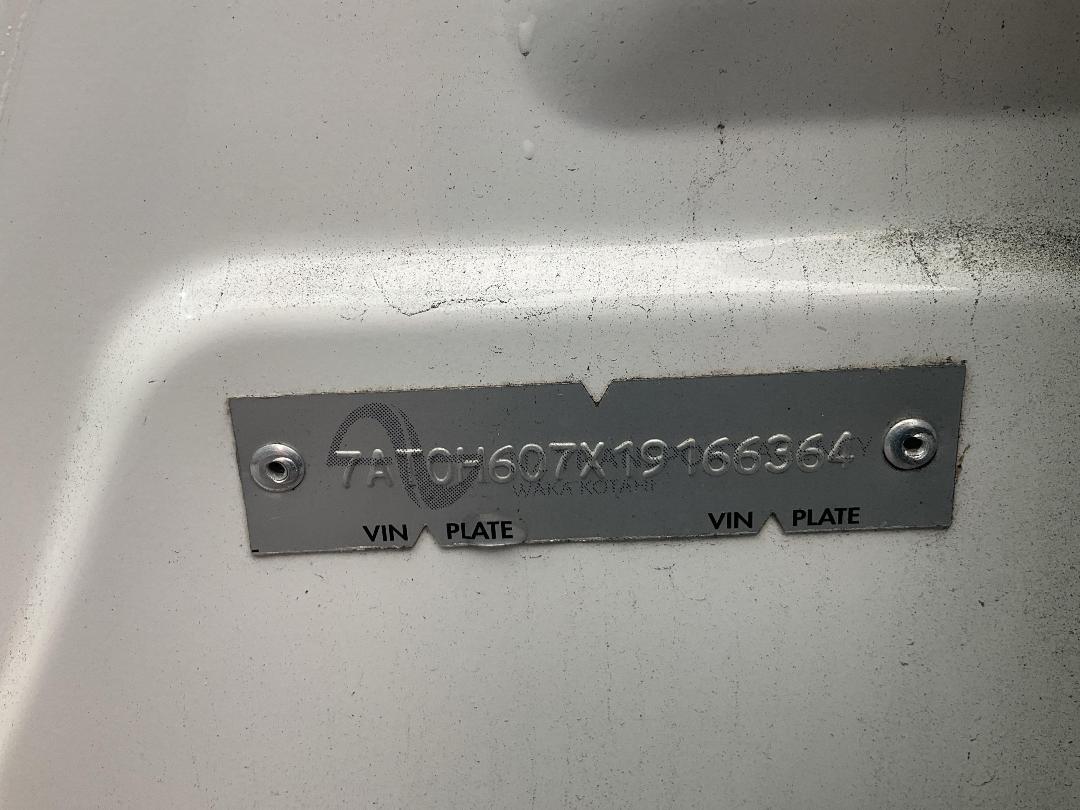 7AT0H607X19166364
WAKA KOTAHI
VIN PLATE VIN PLATE